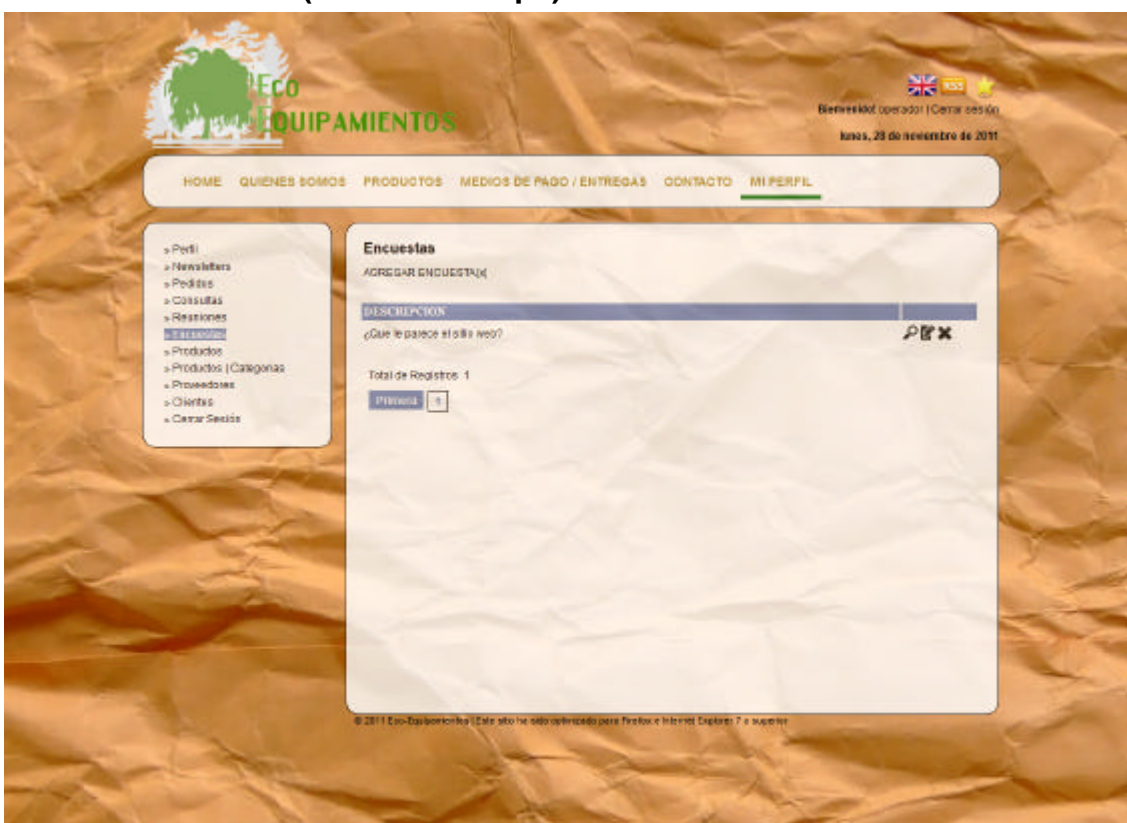 Eco
EQUIPAMIENTOS
RSS
Bienvenido! operador | Cerrar sesión
lunes, 28 de noviembre de 2011
HOME QUIENES SOMOS PRODUCTOS MEDIOS DE PAGO / ENTREGAS CONTACTO MI PERFIL
» Perfil
» Newsletters
» Pedidos
» Consultas
» Reuniones
» Encuestas
» Productos
» Productos | Categorias
» Proveedores
» Clientes
» Cerrar Sesión
Encuestas
AGREGAR ENCUESTA[x]
DESCRIPCION
¿Que le parece el sitio web?
Total de Registros 1
Primera 1
© 2011 Eco-Equipamientos | Este sitio ha sido optimizado para Firefox e Internet Explorer 7 o superior